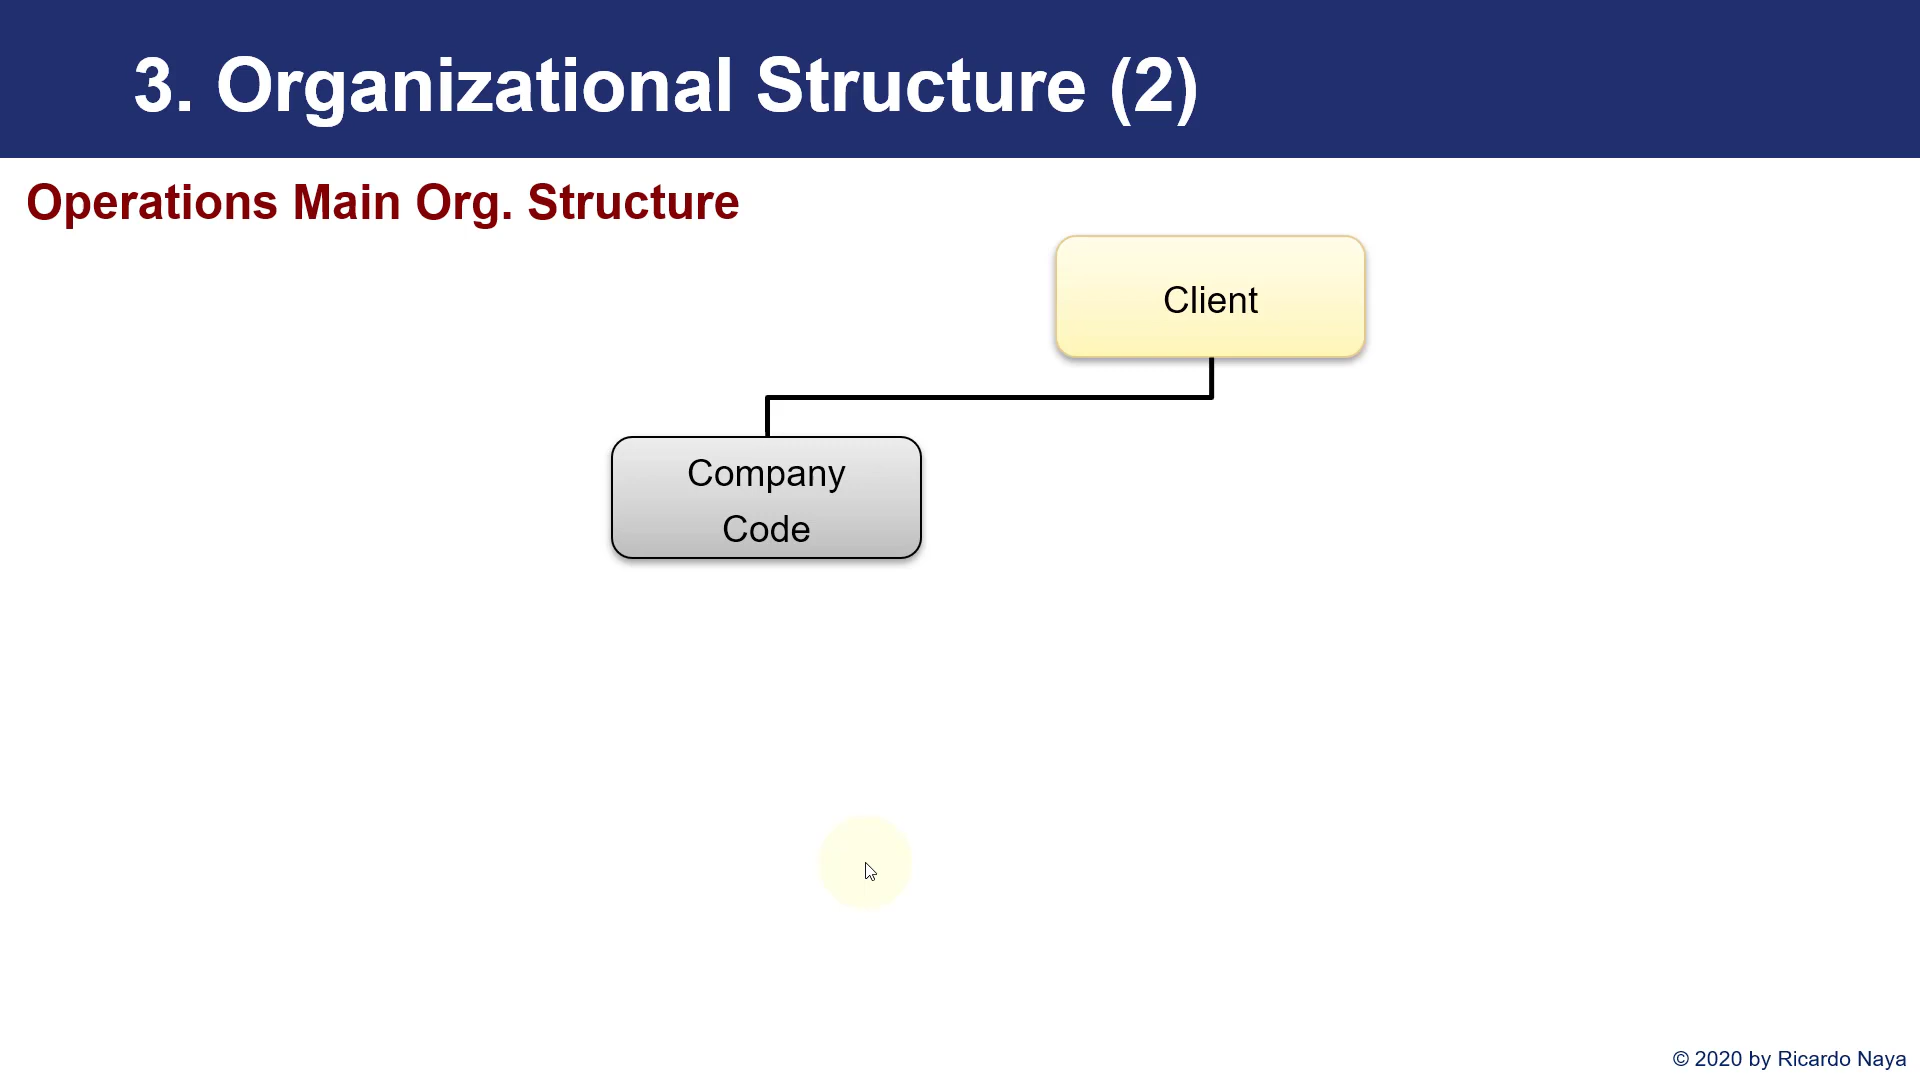 3. Organizational Structure (2)
Operations Main Org. Structure
Client
Company
Code
© 2020 by Ricardo Naya